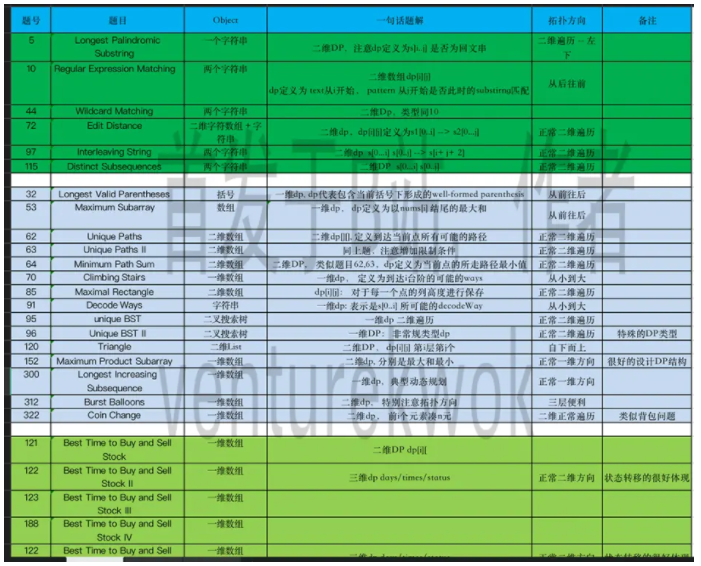 题号 题目 Object 一句话题解 拓扑方向 备注
5 Longest Palindromic Substring 一个字符串 二维DP，注意dp定义为s[i..j] 是否为回文串 二维遍历－左下
10 Regular Expression Matching 两个字符串 二维数组dp[i][j]
dp定义为 text从i开始， pattern 从j开始是否此时的substring匹配 从后往前
44 Wildcard Matching 两个字符串 二维Dp，类型同10
72 Edit Distance 二维字符数组＋字符串 二维dp，dp[i][j]定义为s1[0..i] --> s2[0...j] 正常二维遍历
97 Interleaving String 两个字符串 二维dp. s[0...i] s[0..j] --> s[i+ j+ 2] 正常二维遍历
115 Distinct Subsequences 两个字符串 二维DP s[0...i] s[0..j] 正常二维遍历
32 Longest Valid Parentheses 括号 一维dp, dp代表包含当前括号下形成的well-formed parenthesis 从前往后
53 Maximum Subarray 数组 一维dp， dp定义为以nums[i]结尾的最大和 从前往后
62 Unique Paths 二维数组 二维dp[][], 定义到达当前点所有可能的路径 正常二维遍历
63 Unique Paths II 二维数组 同上题，注意增加限制条件 正常二维遍历
64 Minimum Path Sum 二维数组 二维DP， 类似题目62,63，dp定义为当前点的所走路径最小值 正常二维遍历
70 Climbing Stairs 一维数组 一维dp， 定义为到达i台阶的可能的ways 从小到大
85 Maximal Rectangle 二维数组 dp[i][j]： 对于每一个点的列高度进行保存 正常二维遍历
91 Decode Ways 字符串 一维dp: 表示是s[0..i] 所可能的decodeWay 从小到大
95 unique BST 二叉搜索树 一维dp 二维遍历 正常二维遍历
96 Unique BST II 二叉搜索树 一维DP： 非常规类型dp 正常二维遍历 特殊的DP类型
120 Triangle 二维List 二维DP， dp[i][j] 第i层第i个 自下而上
152 Maximum Product Subarray 一维数组 二维dp, 分别是最大和最小 正常一维方向 很好的设计DP结构
300 Longest Increasing Subsequence 一维数组 一维dp，典型动态规划 正常一维方向
312 Burst Balloons 一维数组 二维dp，特别注意拓扑方向 三层便利
322 Coin Change 一维数组 二维dp， 前i个元素凑n元 二维正常遍历 类似背包问题
121 Best Time to Buy and Sell Stock 一维数组 二维DP dp[i][
122 Best Time to Buy and Sell Stock II 一维数组 三维dp days/times/status 正常二维方向 状态转移的很好体现
123 Best Time to Buy and Sell Stock III 一维数组
188 Best Time to Buy and Sell Stock IV 一维数组
122 Best Time to Buy and Sell 一维数组 三维dp days/times/status 正常二维方向 状态转移的很好体现
venturekwok